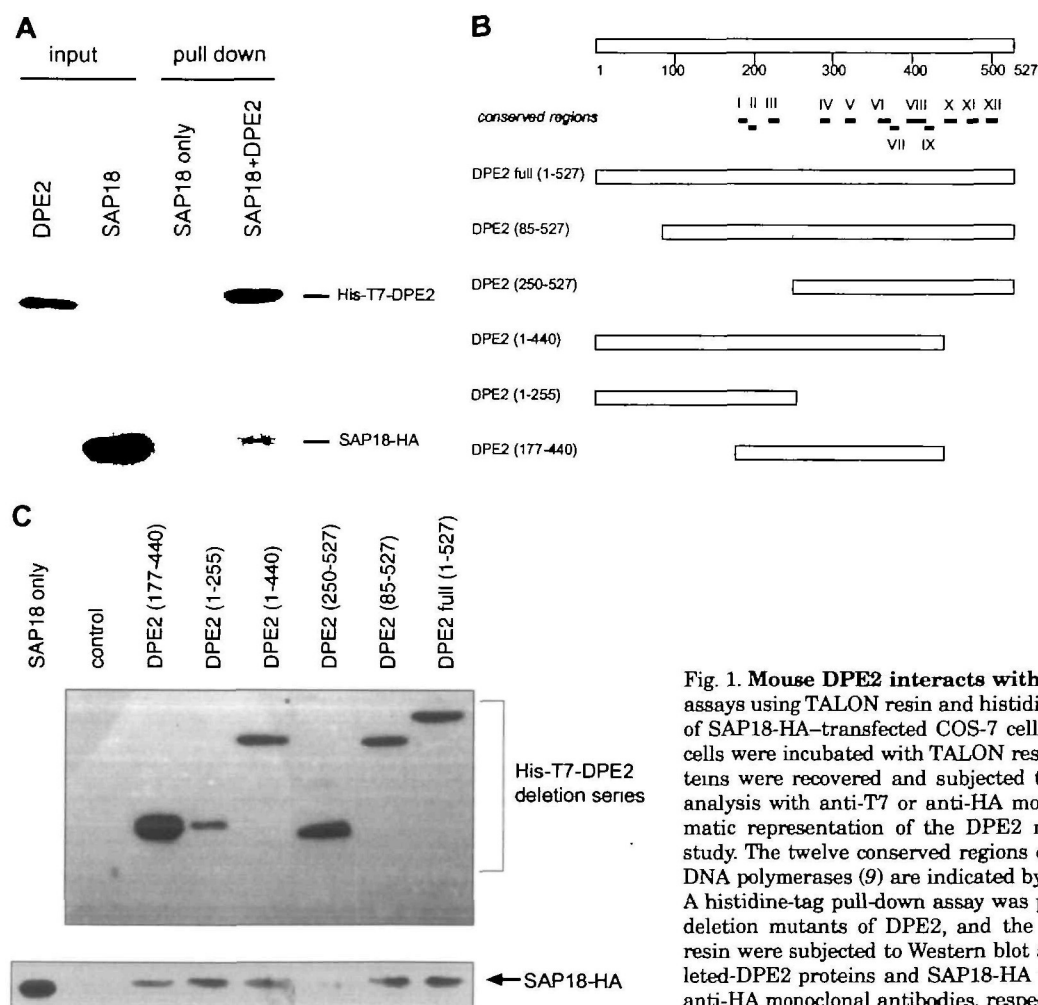 A
input
pull down
DPE2
SAP18
SAP18 only
SAP18+DPE2
His-T7-DPE2
SAP18-HA
B
1 100 200 300 400 500 527
conserved regions
I II III IV V VI VIII X XI XII
VII IX
DPE2 full (1-527)
DPE2 (85-527)
DPE2 (250-527)
DPE2 (1-440)
DPE2 (1-255)
DPE2 (177-440)
C
SAP18 only
control
DPE2 (177-440)
DPE2 (1-255)
DPE2 (1-440)
DPE2 (250-527)
DPE2 (85-527)
DPE2 full (1-527)
His-T7-DPE2
deletion series
SAP18-HA
Fig. 1. Mouse DPE2 interacts with
assays using TALON resin and histidi
of SAP18-HA–transfected COS-7 cell
cells were incubated with TALON res
teins were recovered and subjected t
analysis with anti-T7 or anti-HA mo
matic representation of the DPE2 
study. The twelve conserved regions 
DNA polymerases (9) are indicated by
A histidine-tag pull-down assay was p
deletion mutants of DPE2, and the
resin were subjected to Western blot
leted-DPE2 proteins and SAP18-HA
anti-HA monoclonal antibodies, respe